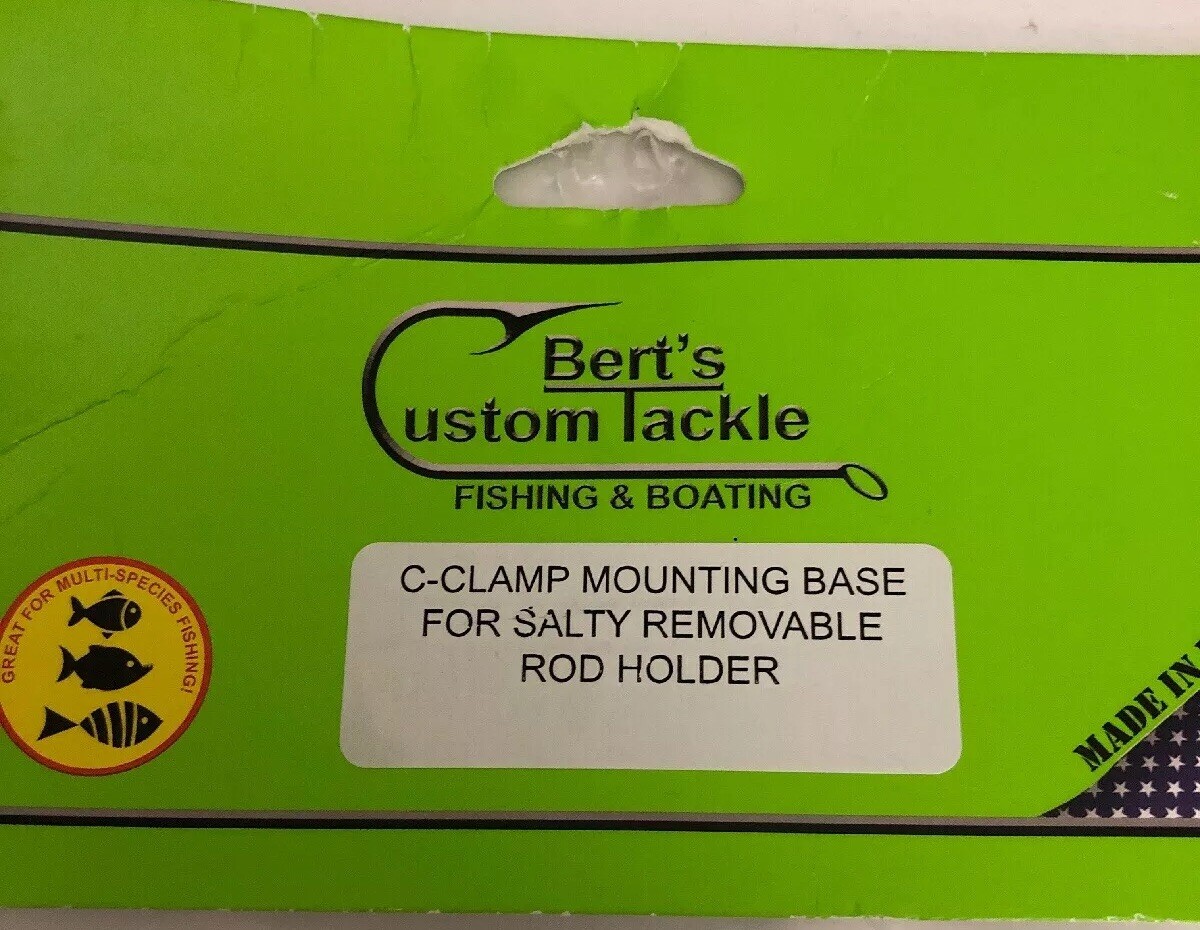 Bert's
Custom Tackle
FISHING & BOATING
C-CLAMP MOUNTING BASE
FOR SALTY REMOVABLE
ROD HOLDER
GREAT FOR MULTI-SPECIES FISHING!
MADE IN